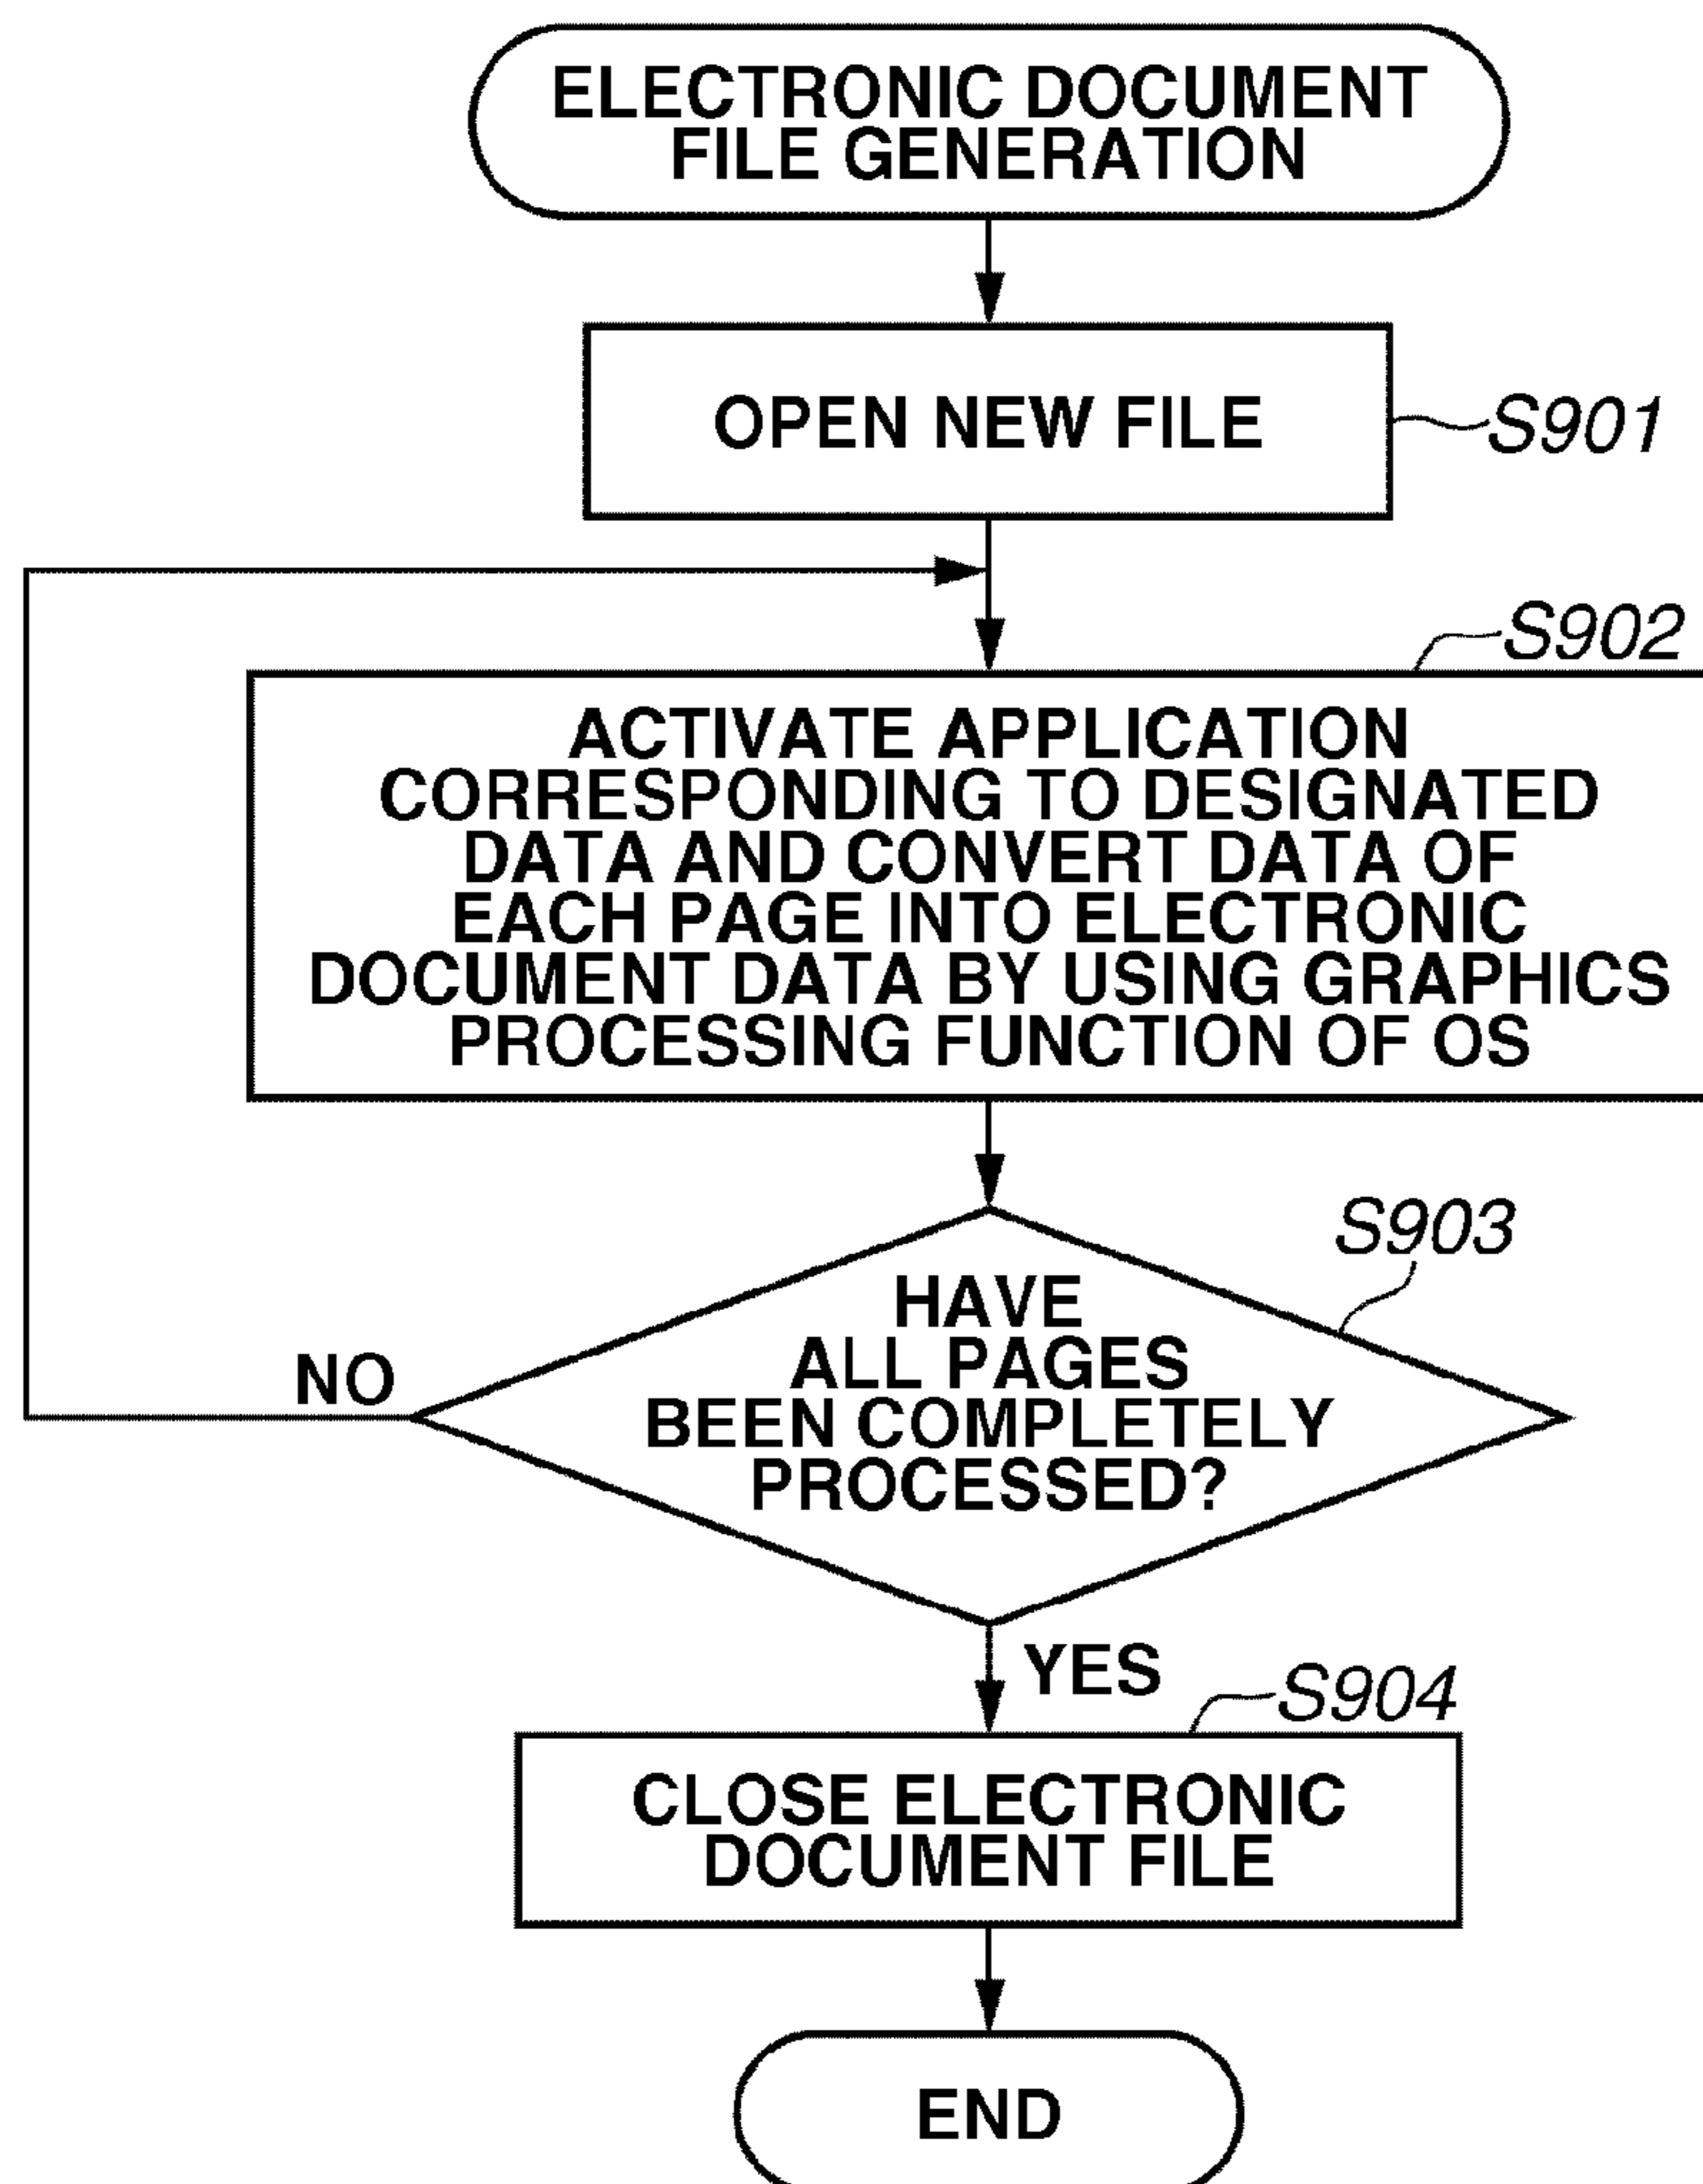 ELECTRONIC DOCUMENT
FILE GENERATION
OPEN NEW FILE
S901
S902
ACTIVATE APPLICATION
CORRESPONDING TO DESIGNATED
DATA AND CONVERT DATA OF
EACH PAGE INTO ELECTRONIC
DOCUMENT DATA BY USING GRAPHICS
PROCESSING FUNCTION OF OS
S903
HAVE
ALL PAGES
BEEN COMPLETELY
PROCESSED?
NO
YES
S904
CLOSE ELECTRONIC
DOCUMENT FILE
END